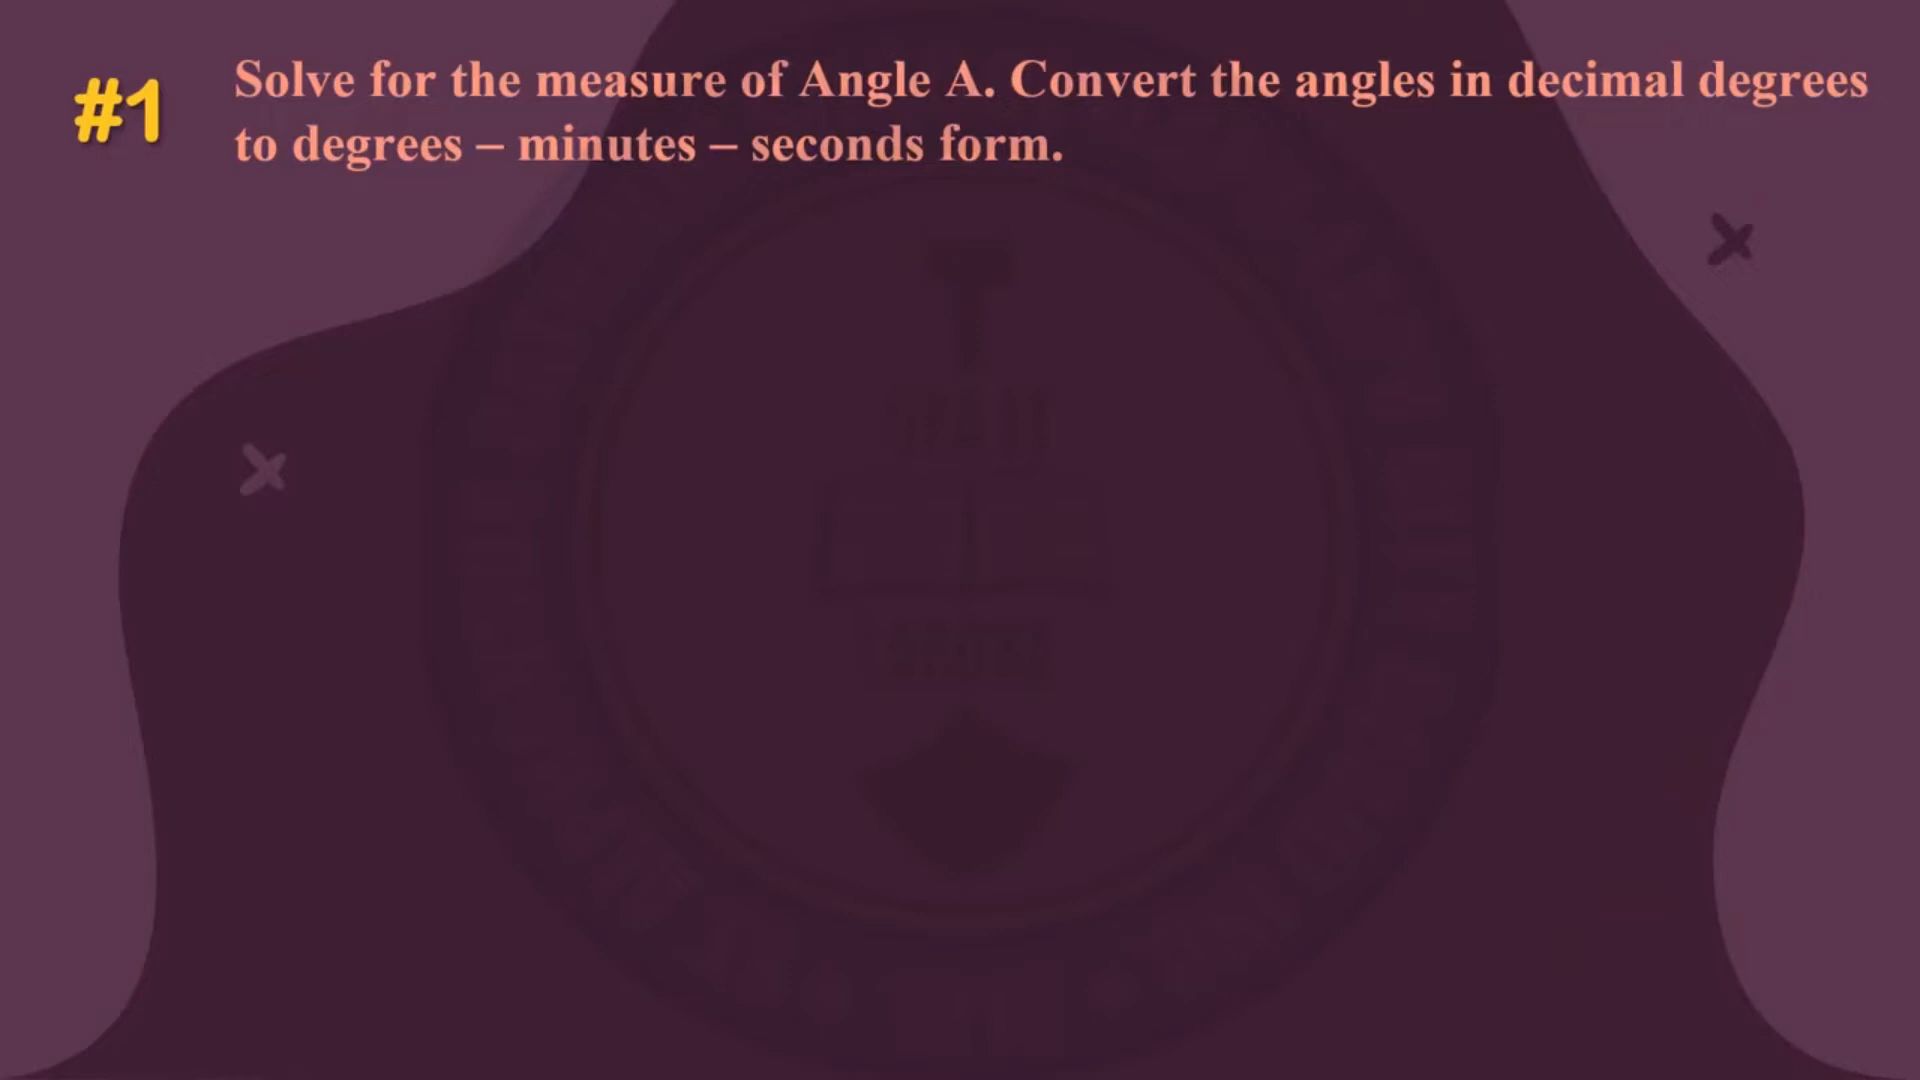 #1
Solve for the measure of Angle A. Convert the angles in decimal degrees
to degrees – minutes – seconds form.